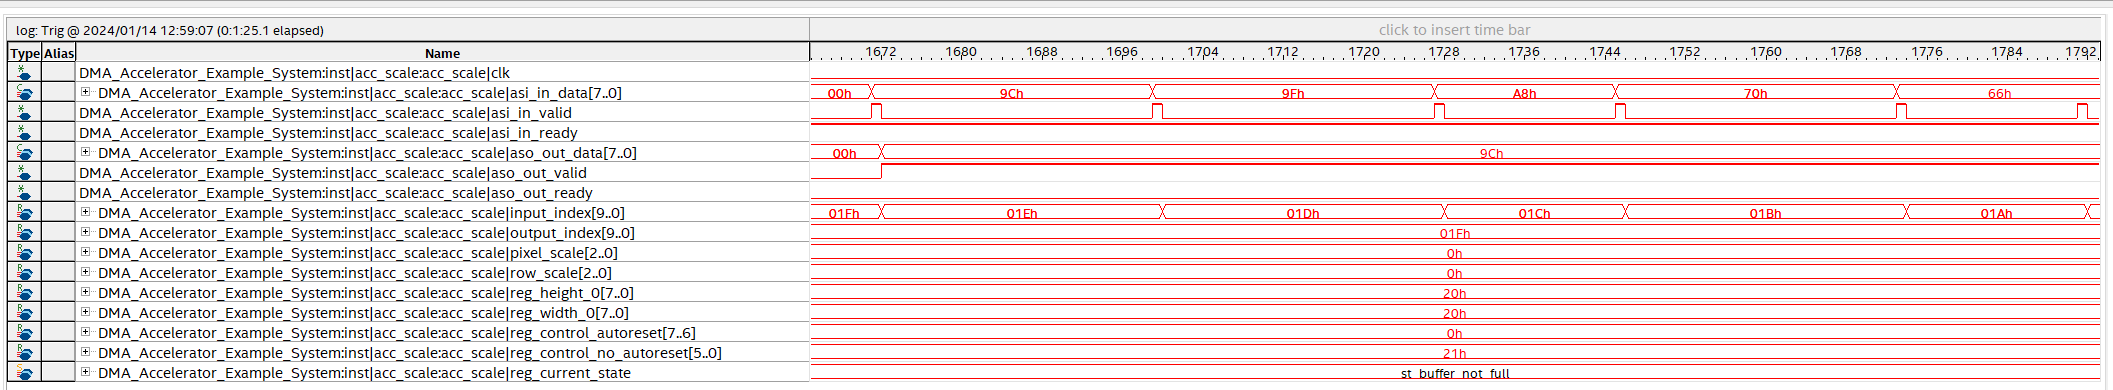 log: Trig @ 2024/01/14 12:59:07 (0:1:25.1 elapsed) click to insert time bar
Type Alias Name 1672 1680 1688 1696 1704 1712 1720 1728 1736 1744 1752 1760 1768 1776 1784 1792
DMA_Accelerator_Example_System:inst|acc_scale:acc_scale|clk
DMA_Accelerator_Example_System:inst|acc_scale:acc_scale|asi_in_data[7..0] 00h 9Ch 9Fh A8h 70h 66h
DMA_Accelerator_Example_System:inst|acc_scale:acc_scale|asi_in_valid
DMA_Accelerator_Example_System:inst|acc_scale:acc_scale|asi_in_ready
DMA_Accelerator_Example_System:inst|acc_scale:acc_scale|aso_out_data[7..0] 00h 9Ch
DMA_Accelerator_Example_System:inst|acc_scale:acc_scale|aso_out_valid
DMA_Accelerator_Example_System:inst|acc_scale:acc_scale|aso_out_ready
DMA_Accelerator_Example_System:inst|acc_scale:acc_scale|input_index[9..0] 01Fh 01Eh 01Dh 01Ch 01Bh 01Ah
DMA_Accelerator_Example_System:inst|acc_scale:acc_scale|output_index[9..0] 01Fh
DMA_Accelerator_Example_System:inst|acc_scale:acc_scale|pixel_scale[2..0] 0h
DMA_Accelerator_Example_System:inst|acc_scale:acc_scale|row_scale[2..0] 0h
DMA_Accelerator_Example_System:inst|acc_scale:acc_scale|reg_height_0[7..0] 20h
DMA_Accelerator_Example_System:inst|acc_scale:acc_scale|reg_width_0[7..0] 20h
DMA_Accelerator_Example_System:inst|acc_scale:acc_scale|reg_control_autoreset[7..6] 0h
DMA_Accelerator_Example_System:inst|acc_scale:acc_scale|reg_control_no_autoreset[5..0] 21h
DMA_Accelerator_Example_System:inst|acc_scale:acc_scale|reg_current_state st_buffer_not_full